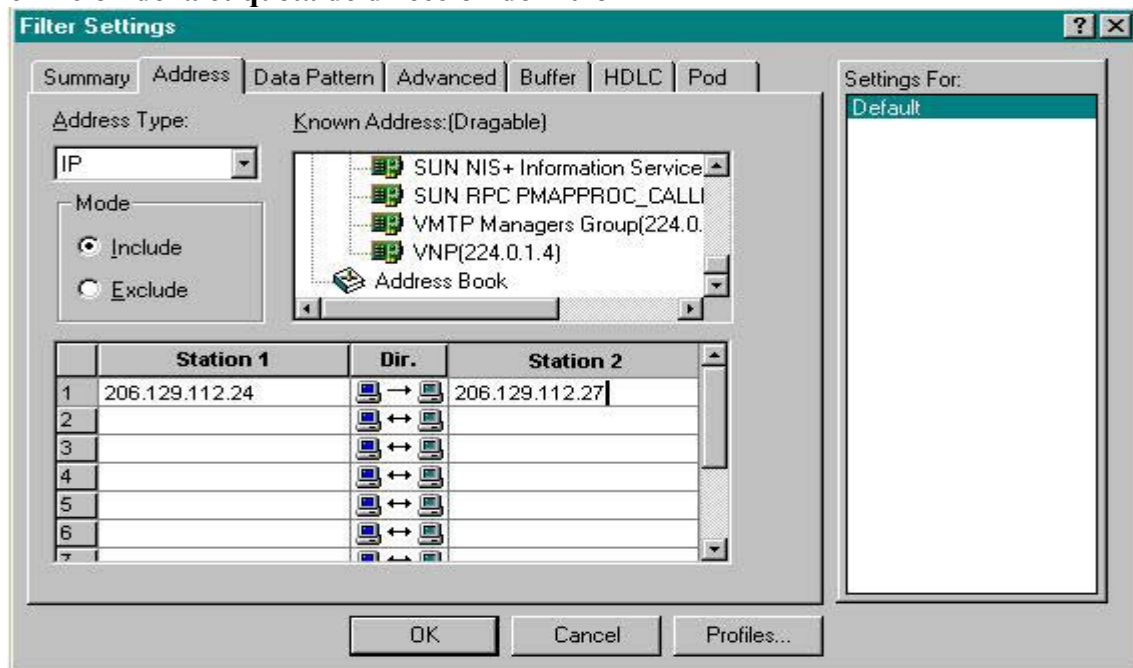 Filter Settings
Summary Address Data Pattern Advanced Buffer HDLC Pod
Address Type:
IP
Mode
Include
Exclude
Known Address:(Dragable)
SUN NIS+ Information Service
SUN RPC PMAPPROC_CALLI
VMTP Managers Group(224.0.
VNP(224.0.1.4)
Address Book
Station 1 Dir. Station 2
1 206.129.112.24 206.129.112.27
2
3
4
5
6
7
Settings For:
Default
OK Cancel Profiles...